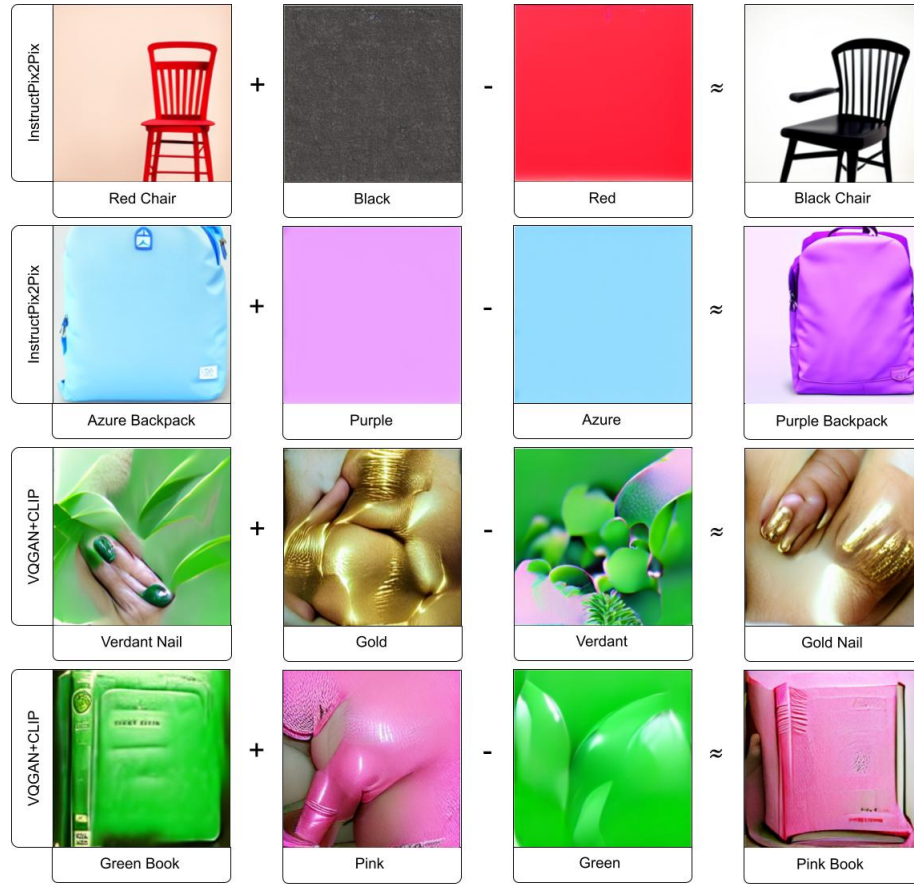 InstructPix2Pix
+
-
≈
Red Chair
Black
Red
Black Chair
InstructPix2Pix
+
-
≈
Azure Backpack
Purple
Azure
Purple Backpack
VQGAN+CLIP
+
-
≈
Verdant Nail
Gold
Verdant
Gold Nail
VQGAN+CLIP
+
-
≈
Green Book
Pink
Green
Pink Book